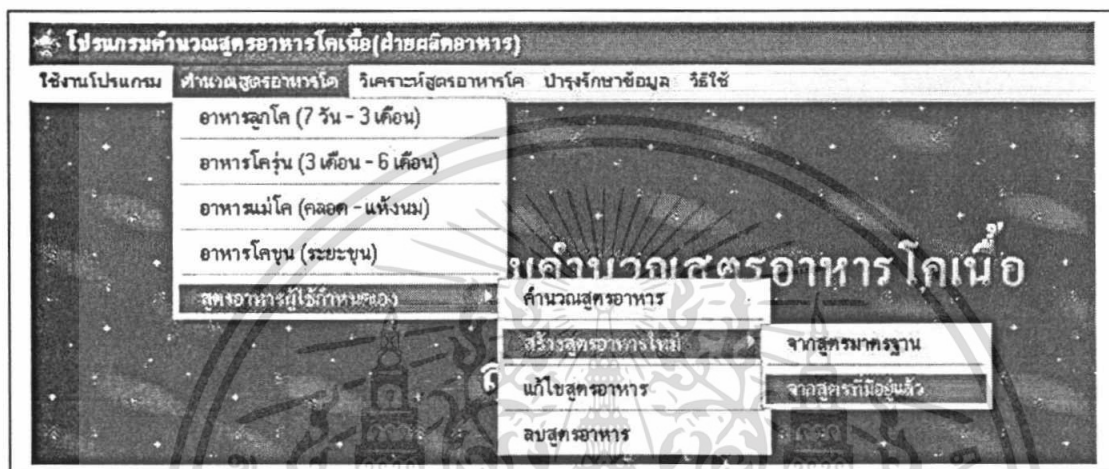 โปรแกรมคำนวณสูตรอาหารโคเนื้อ(ฝ่ายผลิตอาหาร)
ใช้งานโปรแกรม คำนวณสูตรอาหารโค วิเคราะห์สูตรอาหารโค บำรุงรักษาข้อมูล วิธีใช้
อาหารลูกโค (7 วัน - 3 เดือน)
อาหารโครุ่น (3 เดือน - 6 เดือน)
อาหารแม่โค (คลอด - แห้งนม)
อาหารโคขุน (ระยะขุน)
มคำนวณสูตรอาหารโคเนื้อ
สูตรอาหารผู้ใช้กำหนดเอง
คำนวณสูตรอาหาร
สร้างสูตรอาหารใหม่
จากสูตรมาตรฐาน
แก้ไขสูตรอาหาร
จากสูตรที่มีอยู่แล้ว
ลบสูตรอาหาร